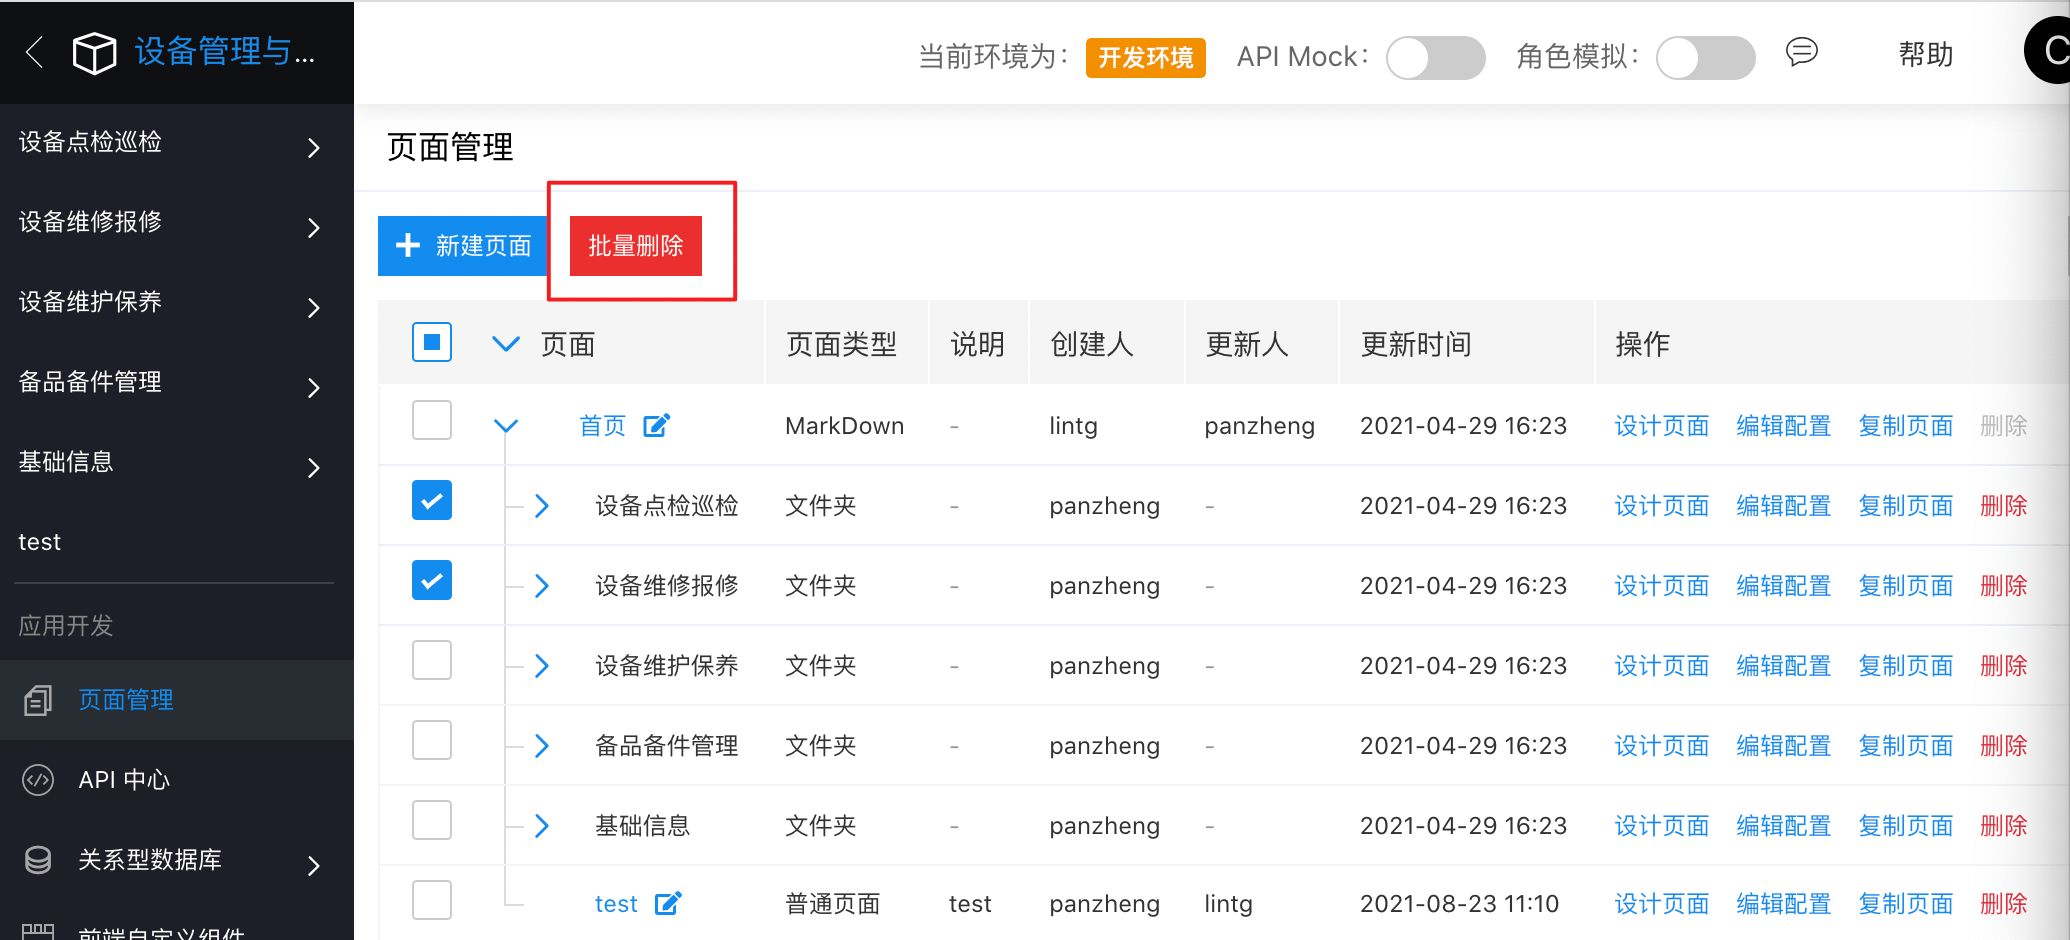 设备管理与...
当前环境为： 开发环境 API Mock： 角色模拟： 帮助 C
设备点检巡检
设备维修报修
设备维护保养
备品备件管理
基础信息
test
应用开发
页面管理
API 中心
关系型数据库
前端自定义组件
页面管理
新建页面 批量删除
页面 页面类型 说明 创建人 更新人 更新时间 操作
首页 MarkDown - lintg panzheng 2021-04-29 16:23 设计页面 编辑配置 复制页面 删除
设备点检巡检 文件夹 - panzheng - 2021-04-29 16:23 设计页面 编辑配置 复制页面 删除
设备维修报修 文件夹 - panzheng - 2021-04-29 16:23 设计页面 编辑配置 复制页面 删除
设备维护保养 文件夹 - panzheng - 2021-04-29 16:23 设计页面 编辑配置 复制页面 删除
备品备件管理 文件夹 - panzheng - 2021-04-29 16:23 设计页面 编辑配置 复制页面 删除
基础信息 文件夹 - panzheng - 2021-04-29 16:23 设计页面 编辑配置 复制页面 删除
test 普通页面 test panzheng lintg 2021-08-23 11:10 设计页面 编辑配置 复制页面 删除